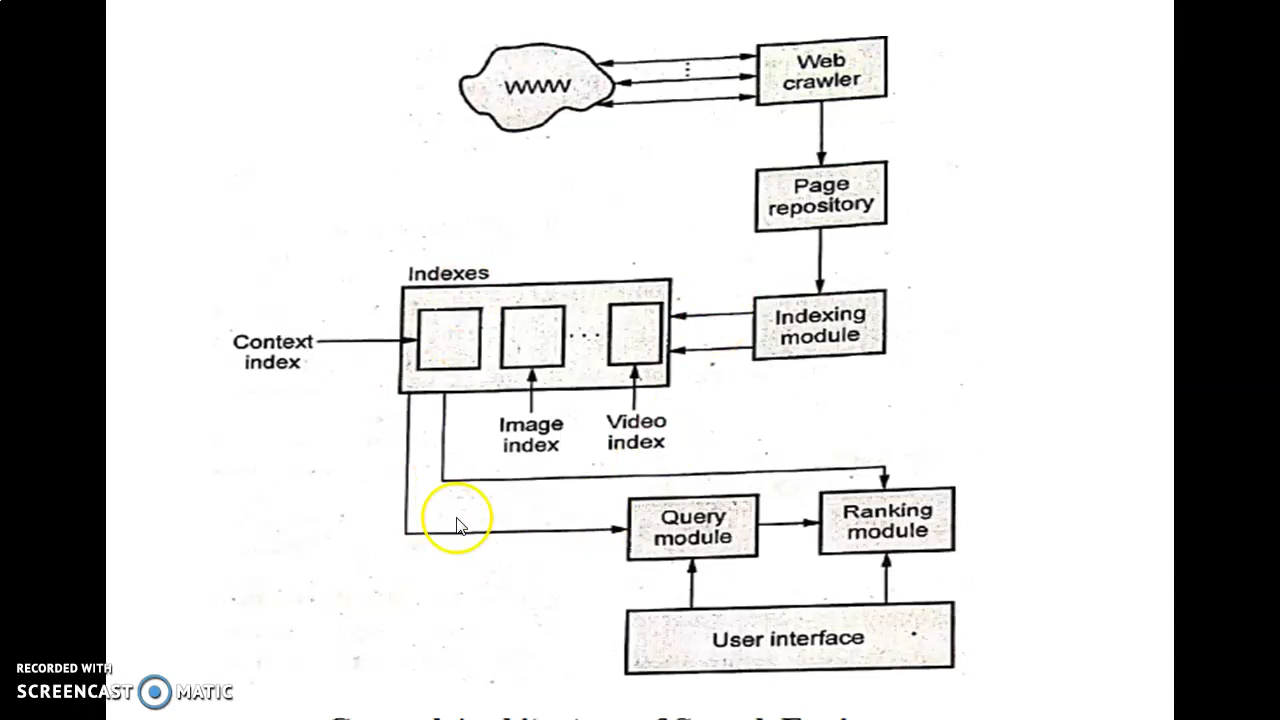 WWW
Web
crawler
Page
repository
Indexes
Indexing
module
Context
index
Image
index
Video
index
Query
module
Ranking
module
User interface
RECORDED WITH
SCREENCAST MATIC